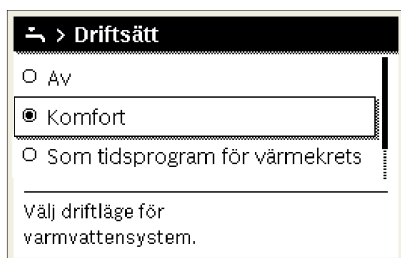 > Driftsätt
Av
Komfort
Som tidsprogram för värmekrets
Välj driftläge för
varmvattensystem.